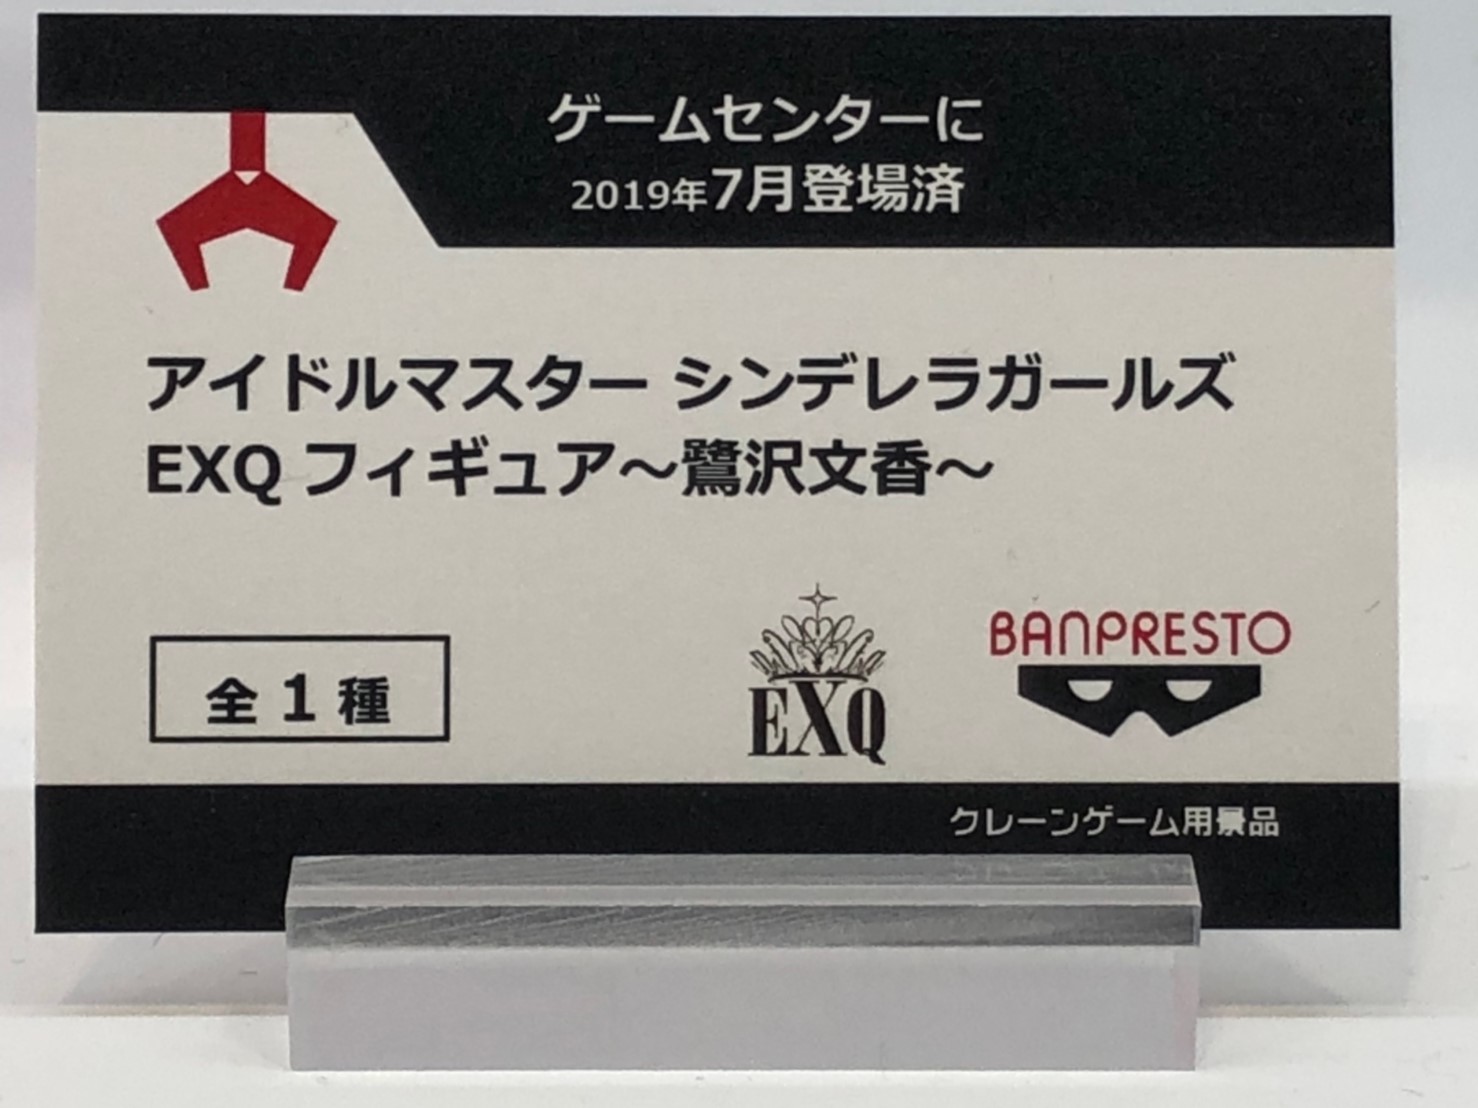 ゲームセンターに
2019年7月登場済
アイドルマスター シンデレラガールズ
EXQ フィギュア～鷺沢文香～
全1種
EXQ
BANPRESTO
クレーンゲーム用景品